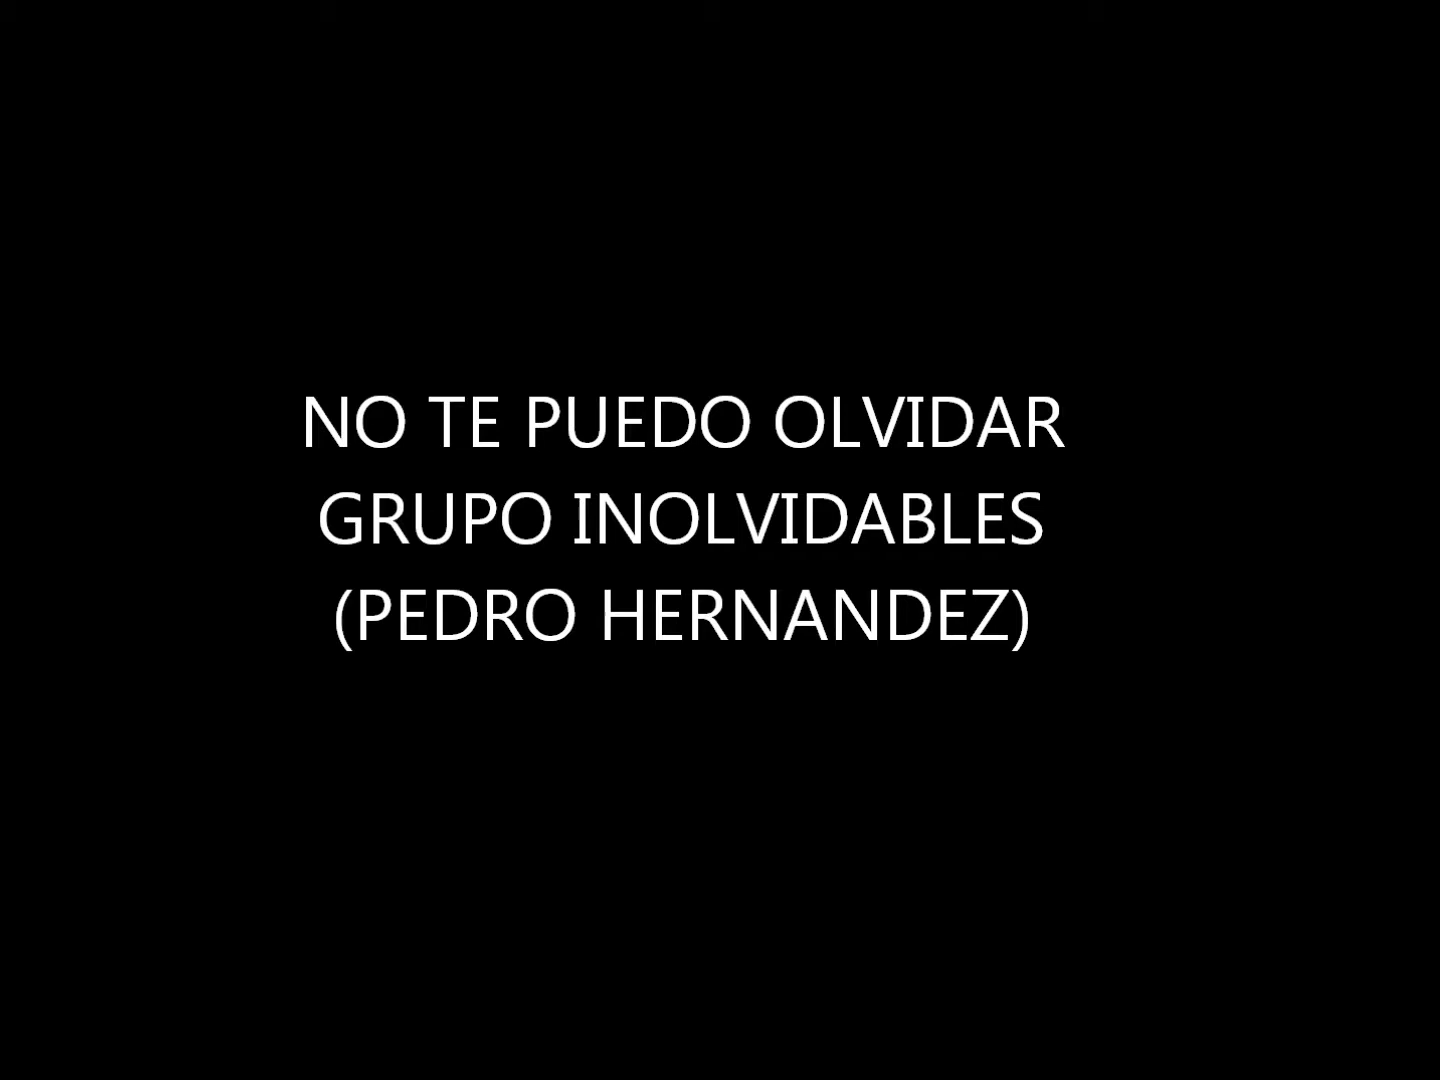 NO TE PUEDO OLVIDAR
GRUPO INOLVIDABLES
(PEDRO HERNANDEZ)